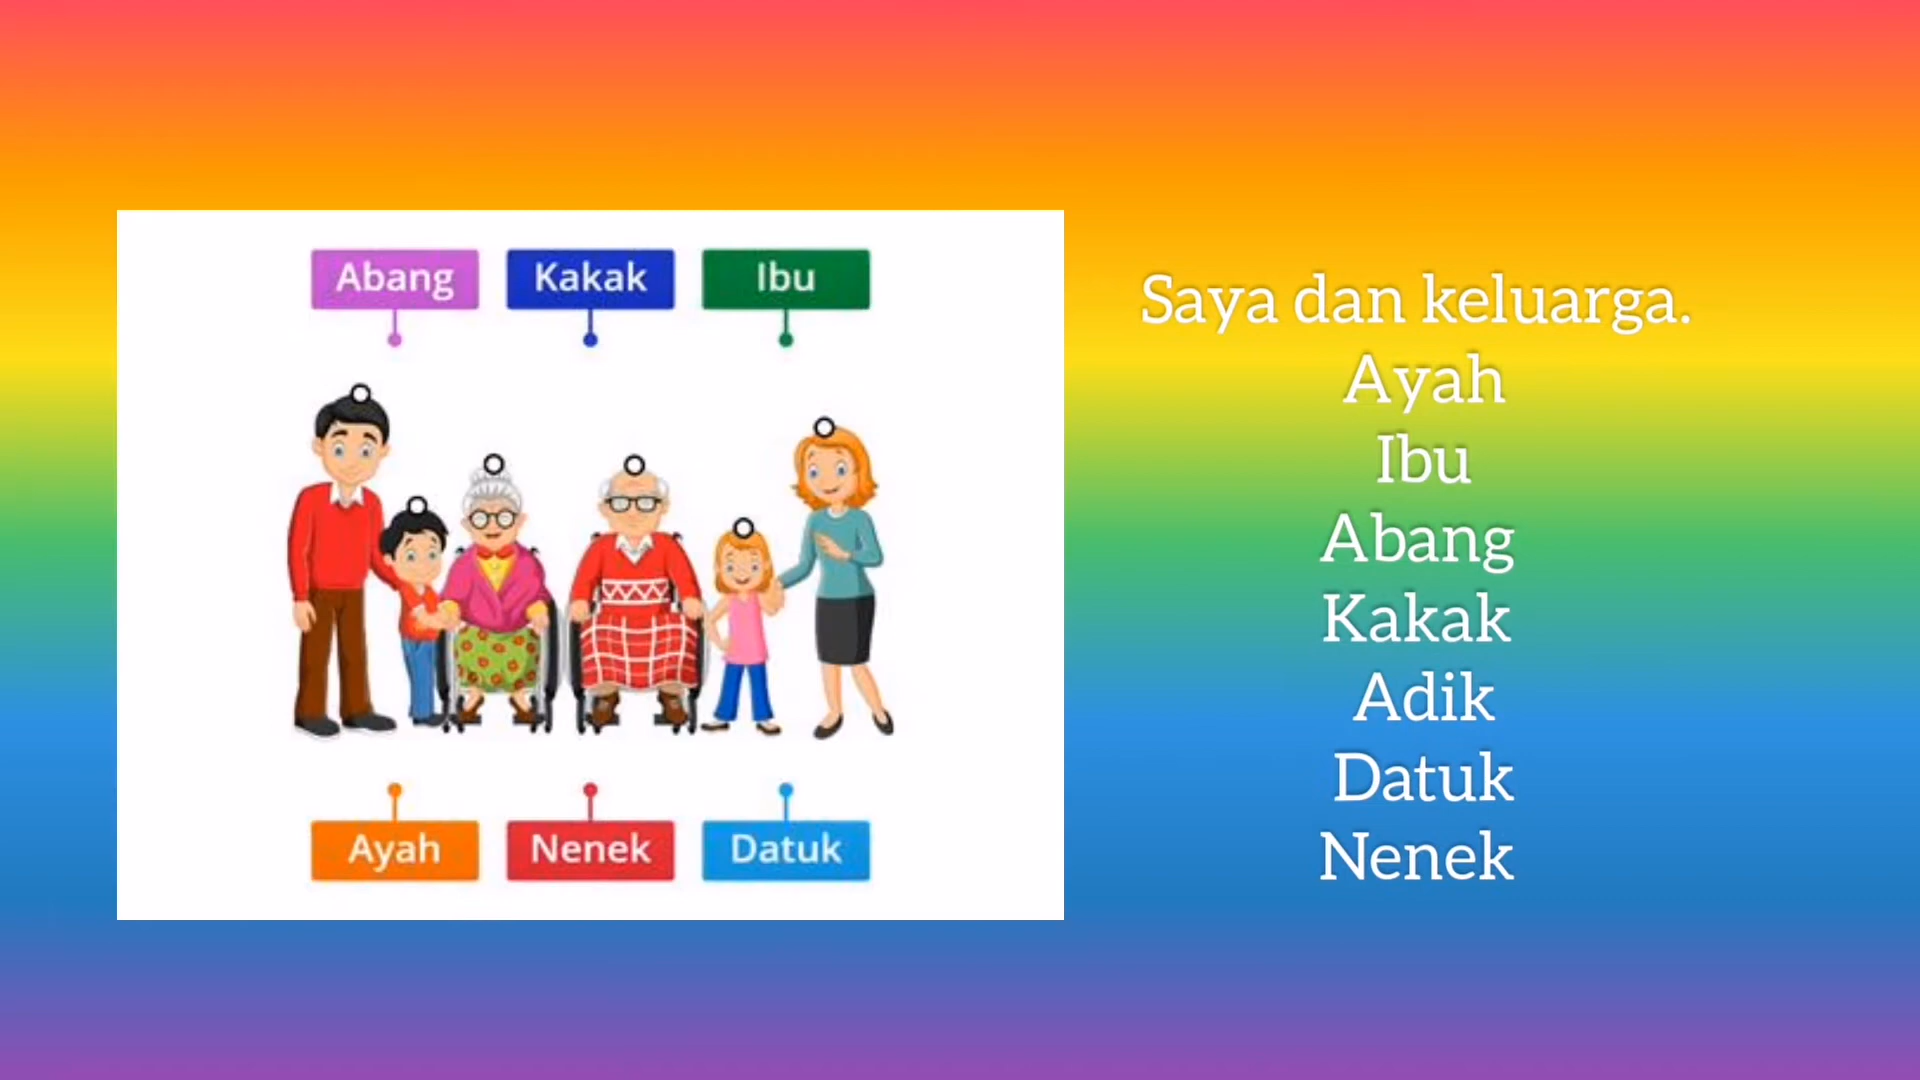 Abang
Kakak
Ibu
Ayah
Nenek
Datuk
Saya dan keluarga.
Ayah
Ibu
Abang
Kakak
Adik
Datuk
Nenek